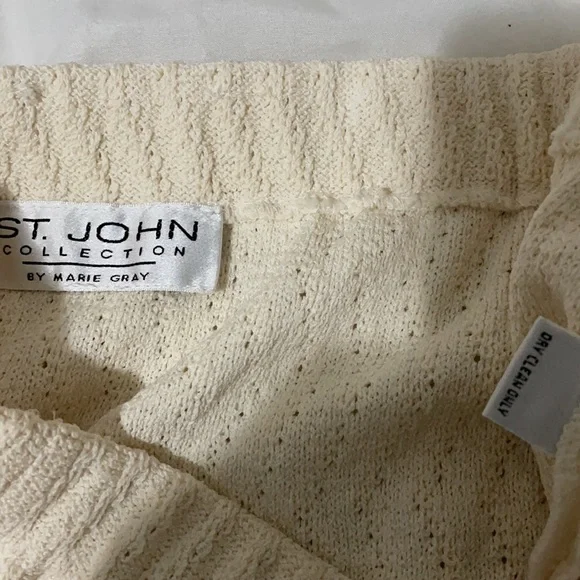 ST. JOHN
COLLECTION
BY MARIE GRAY
DRY CLEAN ONLY